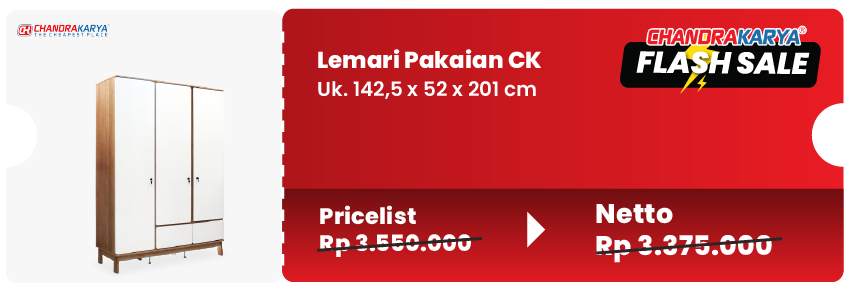 CHANDRAKARYA®
THE CHEAPEST PLACE
CHANDRAKARYA®
FLASH SALE
Lemari Pakaian CK
Uk. 142,5 x 52 x 201 cm
Pricelist
Rp 3.550.000
Netto
Rp 3.375.000